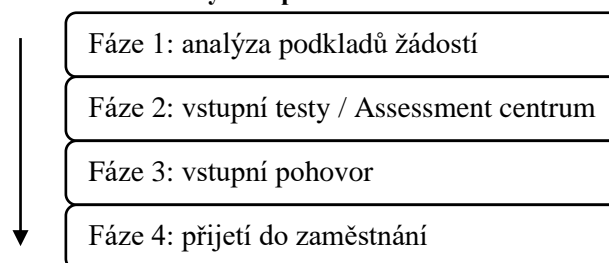 Fáze 1: analýza podkladů žádostí
Fáze 2: vstupní testy / Assessment centrum
Fáze 3: vstupní pohovor
Fáze 4: přijetí do zaměstnání